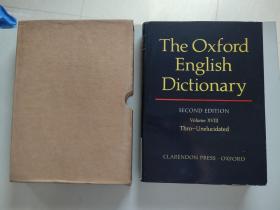 The Oxford
English
Dictionary
SECOND EDITION
Volume XVIII
Thro–Unelucidated
CLARENDON PRESS · OXFORD